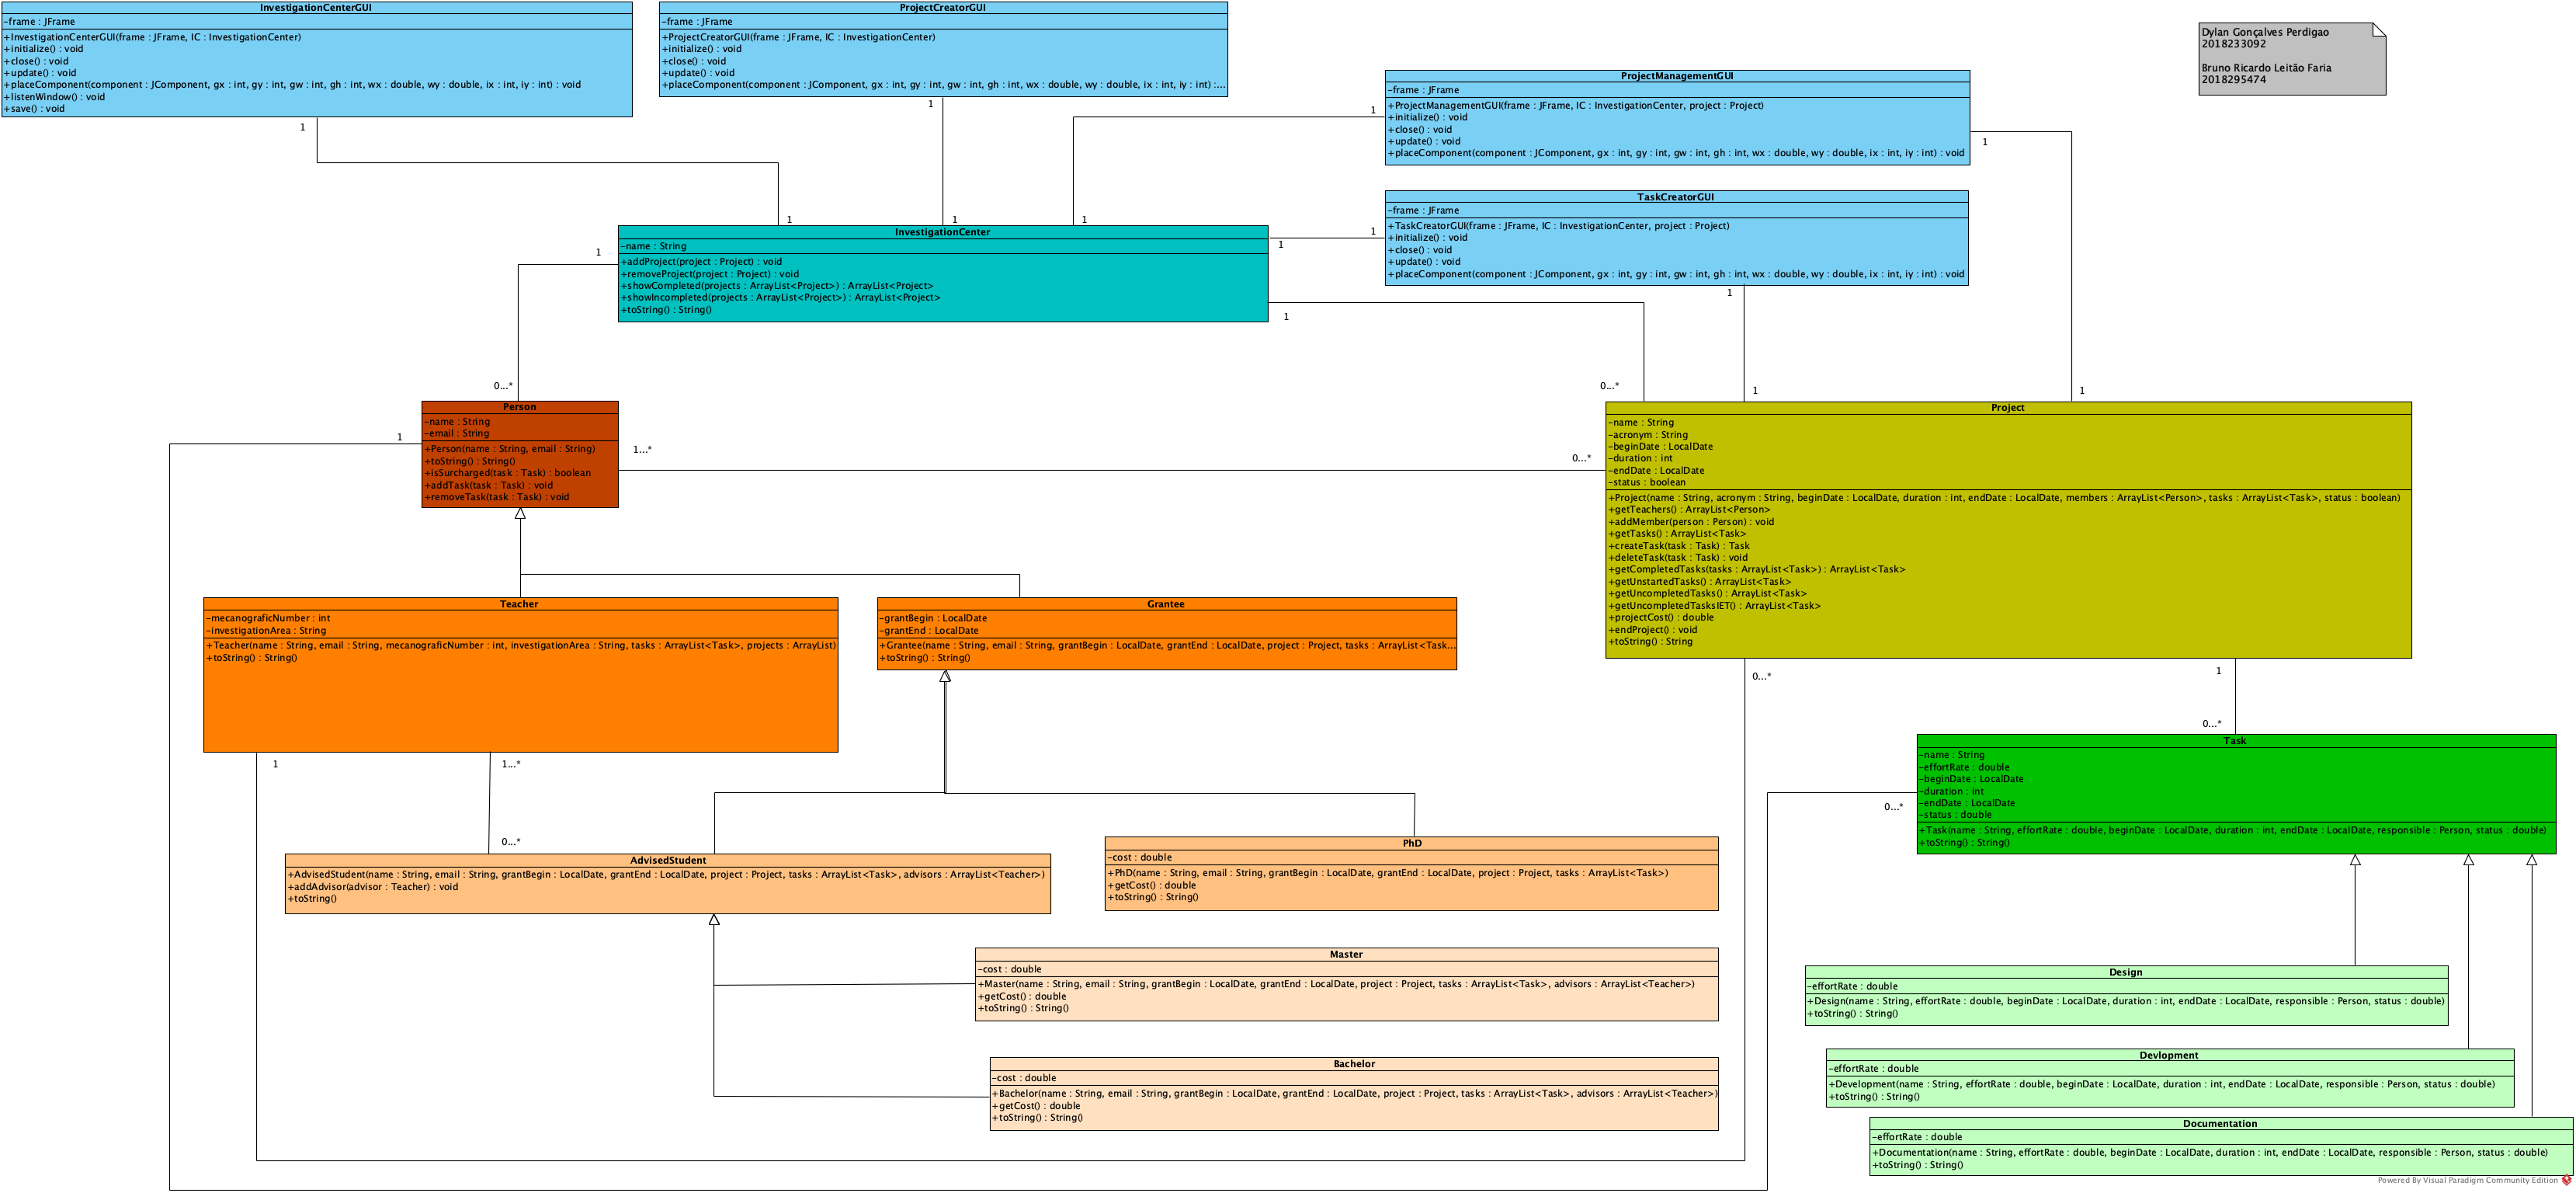 InvestigationCenterGUI
-frame : JFrame
+InvestigationCenterGUI(frame : JFrame, IC : InvestigationCenter)
+initialize() : void
+close() : void
+update() : void
+placeComponent(component : JComponent, gx : int, gy : int, gw : int, gh : int, wx : double, wy : double, ix : int, iy : int) : void
+listenWindow() : void
+save() : void
1
1
ProjectCreatorGUI
-frame : JFrame
+ProjectCreatorGUI(frame : JFrame, IC : InvestigationCenter)
+initialize() : void
+close() : void
+update() : void
+placeComponent(component : JComponent, gx : int, gy : int, gw : int, gh : int, wx : double, wy : double, ix : int, iy : int) :...
1
1
ProjectManagementGUI
-frame : JFrame
+ProjectManagementGUI(frame : JFrame, IC : InvestigationCenter, project : Project)
+initialize() : void
+close() : void
+update() : void
+placeComponent(component : JComponent, gx : int, gy : int, gw : int, gh : int, wx : double, wy : double, ix : int, iy : int) : void
1
1
1
1
Dylan Gonçalves Perdigao
2018233092
Bruno Ricardo Leitão Faria
2018295474
TaskCreatorGUI
-frame : JFrame
+TaskCreatorGUI(frame : JFrame, IC : InvestigationCenter, project : Project)
+initialize() : void
+close() : void
+update() : void
+placeComponent(component : JComponent, gx : int, gy : int, gw : int, gh : int, wx : double, wy : double, ix : int, iy : int) : void
1
1
1
1
InvestigationCenter
-name : String
+addProject(project : Project) : void
+removeProject(project : Project) : void
+showCompleted(projects : ArrayList<Project>) : ArrayList<Project>
+showIncompleted(projects : ArrayList<Project>) : ArrayList<Project>
+toString() : String()
1
0...*
1
0...*
Person
-name : String
-email : String
+Person(name : String, email : String)
+toString() : String()
+isSurcharged(task : Task) : boolean
+addTask(task : Task) : void
+removeTask(task : Task) : void
1
1...*
0...*
Project
-name : String
-acronym : String
-beginDate : LocalDate
-duration : int
-endDate : LocalDate
-status : boolean
+Project(name : String, acronym : String, beginDate : LocalDate, duration : int, endDate : LocalDate, members : ArrayList<Person>, tasks : ArrayList<Task>, status : boolean)
+getTeachers() : ArrayList<Person>
+addMember(person : Person) : void
+getTasks() : ArrayList<Task>
+createTask(task : Task) : Task
+deleteTask(task : Task) : void
+getCompletedTasks(tasks : ArrayList<Task>) : ArrayList<Task>
+getUnstartedTasks() : ArrayList<Task>
+getUncompletedTasks() : ArrayList<Task>
+getUncompletedTasksIET() : ArrayList<Task>
+projectCost() : double
+endProject() : void
+toString() : String
0...*
1
0...*
Teacher
-mecanograficNumber : int
-investigationArea : String
+Teacher(name : String, email : String, mecanograficNumber : int, investigationArea : String, tasks : ArrayList<Task>, projects : ArrayList)
+toString() : String()
1
1...*
0...*
Grantee
-grantBegin : LocalDate
-grantEnd : LocalDate
+Grantee(name : String, email : String, grantBegin : LocalDate, grantEnd : LocalDate, project : Project, tasks : ArrayList<Task...
+toString() : String()
Task
-name : String
-effortRate : double
-beginDate : LocalDate
-duration : int
-endDate : LocalDate
-status : double
+Task(name : String, effortRate : double, beginDate : LocalDate, duration : int, endDate : LocalDate, responsible : Person, status : double)
+toString() : String()
0...*
AdvisedStudent
+AdvisedStudent(name : String, email : String, grantBegin : LocalDate, grantEnd : LocalDate, project : Project, tasks : ArrayList<Task>, advisors : ArrayList<Teacher>)
+addAdvisor(advisor : Teacher) : void
+toString()
PhD
-cost : double
+PhD(name : String, email : String, grantBegin : LocalDate, grantEnd : LocalDate, project : Project, tasks : ArrayList<Task>)
+getCost() : double
+toString() : String()
Master
-cost : double
+Master(name : String, email : String, grantBegin : LocalDate, grantEnd : LocalDate, project : Project, tasks : ArrayList<Task>, advisors : ArrayList<Teacher>)
+getCost() : double
+toString() : String()
Bachelor
-cost : double
+Bachelor(name : String, email : String, grantBegin : LocalDate, grantEnd : LocalDate, project : Project, tasks : ArrayList<Task>, advisors : ArrayList<Teacher>)
+getCost() : double
+toString() : String()
Design
-effortRate : double
+Design(name : String, effortRate : double, beginDate : LocalDate, duration : int, endDate : LocalDate, responsible : Person, status : double)
+toString() : String()
Devlopment
-effortRate : double
+Development(name : String, effortRate : double, beginDate : LocalDate, duration : int, endDate : LocalDate, responsible : Person, status : double)
+toString() : String()
Documentation
-effortRate : double
+Documentation(name : String, effortRate : double, beginDate : LocalDate, duration : int, endDate : LocalDate, responsible : Person, status : double)
+toString() : String()
Powered By Visual Paradigm Community Edition